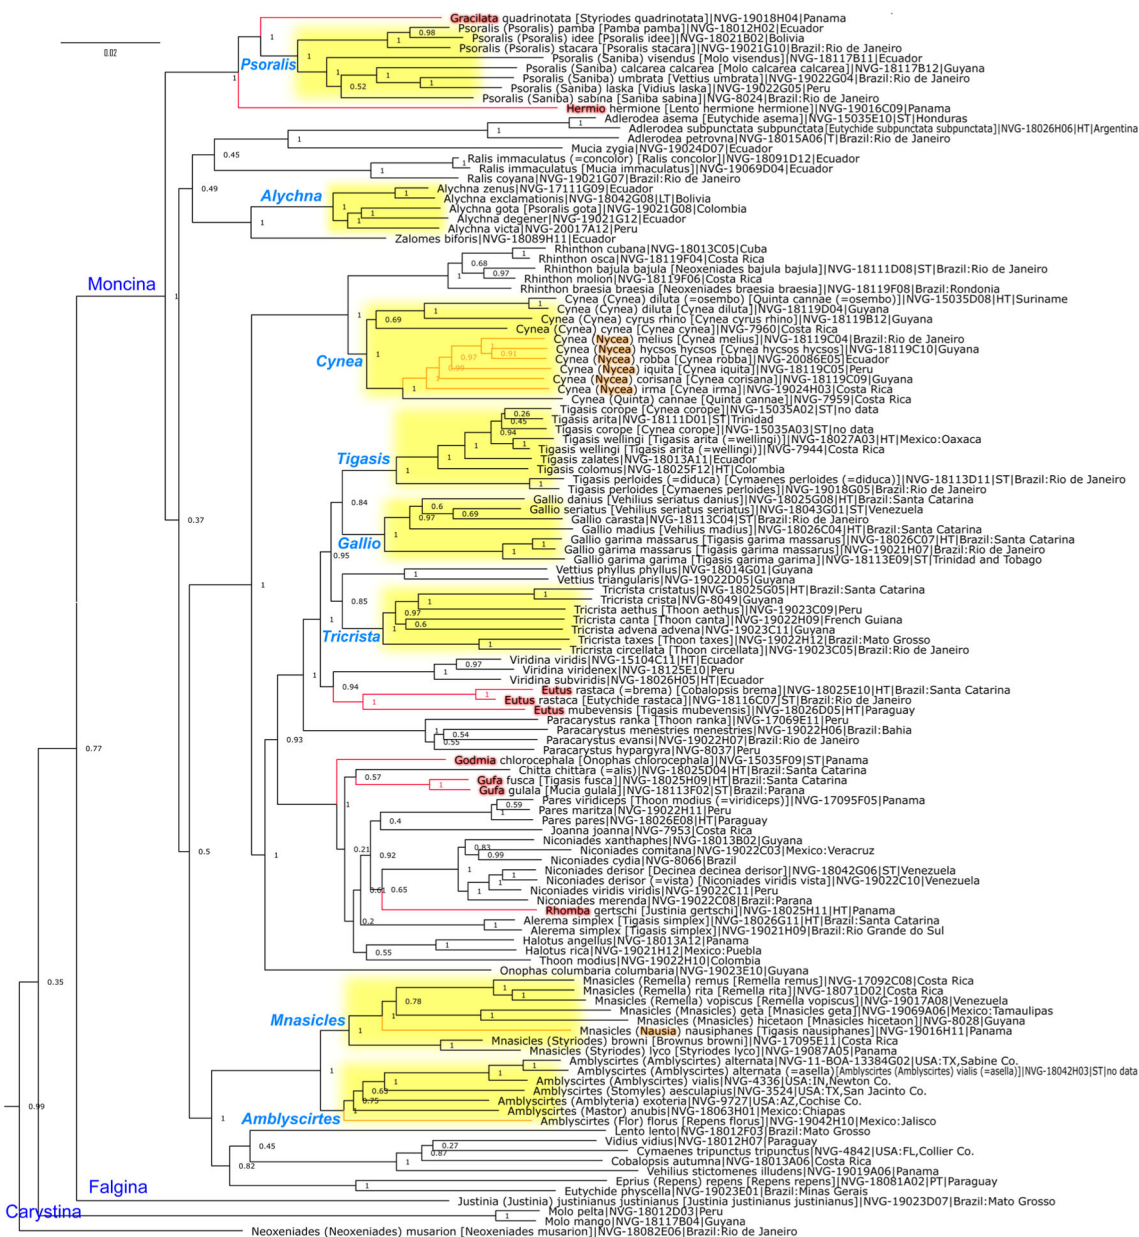 Gracilata quadrinotata [Styriodes quadrinotata]|NVG-19018H04|Panama
Psoralis (Psoralis) pamba [Pamba pamba]|NVG-18012H02|Ecuador
Psoralis (Psoralis) idee [Psoralis idee]|NVG-18021B02|Bolivia
Psoralis (Psoralis) stacara [Psoralis stacara]|NVG-19021G10|Brazil:Rio de Janeiro
Psoralis (Saniba) visendus [Molo visendus]|NVG-18117B11|Ecuador
Psoralis (Saniba) calcarea [Molo calcarea calcarea]|NVG-18117B12|Guyana
Psoralis (Saniba) umbrata [Vettius umbrata]|NVG-19022G04|Brazil:Rio de Janeiro
Psoralis (Saniba) laska [Vidius laska]|NVG-19022G05|Peru
Psoralis (Saniba) sabina [Saniba sabina]|NVG-8024|Brazil:Rio de Janeiro
Hermio hermione [Lento hermione hermione]|NVG-19016C09|Panama
Adlerodea asema [Eutychide asema]|NVG-15035E10|ST|Honduras
Adlerodea subpunctata subpunctata[Eutychide subpunctata subpunctata]|NVG-18026H06|HT|Argentina
Adlerodea petrovna|NVG-18015A06|T|Brazil:Rio de Janeiro
Mucia zygia|NVG-19024D07|Ecuador
Ralis immaculatus (=concolor) [Ralis concolor]|NVG-18091D12|Ecuador
Ralis immaculatus [Mucia immaculatus]|NVG-19069D04|Ecuador
Ralis coyana|NVG-19021G07|Brazil:Rio de Janeiro
Alychna zenus|NVG-17111G09|Ecuador
Alychna exclamationis|NVG-18042G08|LT|Bolivia
Alychna gota [Psoralis gota]|NVG-19021G08|Colombia
Alychna degener|NVG-19021G12|Ecuador
Alychna victa|NVG-20017A12|Peru
Zalomes biforis|NVG-18089H11|Ecuador
Rhinthon cubana|NVG-18013C05|Cuba
Rhinthon osca|NVG-18119F04|Costa Rica
Rhinthon bajula bajula [Neoxeniades bajula bajula]|NVG-18111D08|ST|Brazil:Rio de Janeiro
Rhinthon molion|NVG-18119F06|Costa Rica
Rhinthon braesia braesia [Neoxeniades braesia braesia]|NVG-18119F08|Brazil:Rondonia
Cynea (Cynea) diluta (=osembo) [Quinta cannae (=osembo)]|NVG-15035D08|HT|Suriname
Cynea (Cynea) diluta [Cynea diluta]|NVG-18119D04|Guyana
Cynea (Cynea) cyrus rhino [Cynea cyrus rhino]|NVG-18119B12|Guyana
Cynea (Cynea) cynea [Cynea cynea]|NVG-7960|Costa Rica
Cynea (Nycea) melius [Cynea melius]|NVG-18119C04|Brazil:Rio de Janeiro
Cynea (Nycea) hycsos hycsos [Cynea hycsos hycsos]|NVG-18119C10|Guyana
Cynea (Nycea) robba [Cynea robba]|NVG-20086E05|Ecuador
Cynea (Nycea) iquita [Cynea iquita]|NVG-18119C05|Peru
Cynea (Nycea) corisana [Cynea corisana]|NVG-18119C09|Guyana
Cynea (Nycea) irma [Cynea irma]|NVG-19024H03|Costa Rica
Cynea (Quinta) cannae [Quinta cannae]|NVG-7959|Costa Rica
Tigasis corope [Cynea corope]|NVG-15035A02|ST|no data
Tigasis arita|NVG-18111D01|ST|Trinidad
Tigasis corope [Cynea corope]|NVG-15035A03|ST|no data
Tigasis wellingi [Tigasis arita (=wellingi)]|NVG-18027A03|HT|Mexico:Oaxaca
Tigasis wellingi [Tigasis arita (=wellingi)]|NVG-7944|Costa Rica
Tigasis zalates|NVG-18013A11|Ecuador
Tigasis colomus|NVG-18025F12|HT|Colombia
Tigasis perloides (=diduca) [Cymaenes perloides (=diduca)]|NVG-18113D11|ST|Brazil:Rio de Janeiro
Tigasis perloides [Cymaenes perloides]|NVG-19018G05|Brazil:Rio de Janeiro
Gallio danius [Vehilius seriatus danius]|NVG-18025G08|HT|Brazil:Santa Catarina
Gallio seriatus [Vehilius seriatus seriatus]|NVG-18043G01|ST|Venezuela
Gallio carasta|NVG-18113C04|ST|Brazil:Rio de Janeiro
Gallio madius [Vehilius madius]|NVG-18026C04|HT|Brazil:Santa Catarina
Gallio garima massarus [Tigasis garima massarus]|NVG-18026C07|HT|Brazil:Santa Catarina
Gallio garima massarus [Tigasis garima massarus]|NVG-19021H07|Brazil:Rio de Janeiro
Gallio garima garima [Tigasis garima garima]|NVG-18113E09|ST|Trinidad and Tobago
Vettius phyllus phyllus|NVG-18014G01|Guyana
Vettius triangularis|NVG-19022D05|Guyana
Tricrista cristatus|NVG-18025G05|HT|Brazil:Santa Catarina
Tricrista crista|NVG-8049|Guyana
Tricrista aethus [Thoon aethus]|NVG-19023C09|Peru
Tricrista canta [Thoon canta]|NVG-19022H09|French Guiana
Tricrista advena advena|NVG-19023C11|Guyana
Tricrista taxes [Thoon taxes]|NVG-19022H12|Brazil:Mato Grosso
Tricrista circellata [Thoon circellata]|NVG-19023C05|Brazil:Rio de Janeiro
Viridina viridis|NVG-15104C11|HT|Ecuador
Viridina viridenex|NVG-18125E10|Peru
Viridina subviridis|NVG-18026H05|HT|Ecuador
Eutus rastaca (=brema) [Cobalopsis brema]|NVG-18025E10|HT|Brazil:Santa Catarina
Eutus rastaca [Eutychide rastaca]|NVG-18116C07|ST|Brazil:Rio de Janeiro
Eutus mubevensis [Tigasis mubevensis]|NVG-18026D05|HT|Paraguay
Paracarystus ranka [Thoon ranka]|NVG-17069E11|Peru
Paracarystus menestries menestries|NVG-19022H06|Brazil:Bahia
Paracarystus evansi|NVG-19022H07|Brazil:Rio de Janeiro
Paracarystus hypargyra|NVG-8037|Peru
Godmia chlorocephala [Onophas chlorocephala]|NVG-15035F09|ST|Panama
Chitta chittara (=alis)|NVG-18025D04|HT|Brazil:Santa Catarina
Gufa fusca [Tigasis fusca]|NVG-18025H09|HT|Brazil:Santa Catarina
Gufa gulala [Mucia gulala]|NVG-18113F02|ST|Brazil:Parana
Pares viridiceps [Thoon modius (=viridiceps)]|NVG-17095F05|Panama
Pares maritza|NVG-19022H11|Peru
Pares pares|NVG-18026E08|HT|Paraguay
Joanna joanna|NVG-7953|Costa Rica
Niconiades xanthaphes|NVG-18013B02|Guyana
Niconiades comitana|NVG-19022C03|Mexico:Veracruz
Niconiades cydia|NVG-8066|Brazil
Niconiades derisor [Decinea decinea derisor]|NVG-18042G06|ST|Venezuela
Niconiades derisor (=vista) [Niconiades viridis vista]|NVG-19022C10|Venezuela
Niconiades viridis viridis|NVG-19022C11|Peru
Niconiades merenda|NVG-19022C08|Brazil:Parana
Rhomba gertschi [Justinia gertschi]|NVG-18025H11|HT|Panama
Alerema simplex [Tigasis simplex]|NVG-18026G11|HT|Brazil:Santa Catarina
Alerema simplex [Tigasis simplex]|NVG-19021H09|Brazil:Rio Grande do Sul
Halotus angellus|NVG-18013A12|Panama
Halotus rica|NVG-19021H12|Mexico:Puebla
Thoon modius|NVG-19022H10|Colombia
Onophas columbaria columbaria|NVG-19023E10|Guyana
Mnasicles (Remella) remus [Remella remus]|NVG-17092C08|Costa Rica
Mnasicles (Remella) rita [Remella rita]|NVG-18071D02|Costa Rica
Mnasicles (Remella) vopiscus [Remella vopiscus]|NVG-19017A08|Venezuela
Mnasicles (Mnasicles) geta [Mnasicles geta]|NVG-19069A06|Mexico:Tamaulipas
Mnasicles (Mnasicles) hicetaon [Mnasicles hicetaon]|NVG-8028|Guyana
Mnasicles (Nausia) nausiphanes [Tigasis nausiphanes]|NVG-19016H11|Panama
Mnasicles (Styriodes) browni [Brownus browni]|NVG-17095E11|Costa Rica
Mnasicles (Styriodes) lyco [Styriodes lyco]|NVG-19087A05|Panama
Amblyscirtes (Amblyscirtes) alternata|NVG-11-BOA-13384G02|USA:TX,Sabine Co.
Amblyscirtes (Amblyscirtes) alternata (=asella)[Amblyscirtes (Amblyscirtes) vialis (=asella)]|NVG-18042H03|ST|no data
Amblyscirtes (Amblyscirtes) vialis|NVG-4336|USA:IN,Newton Co.
Amblyscirtes (Stomyles) aesculapius|NVG-3524|USA:TX,San Jacinto Co.
Amblyscirtes (Amblyteria) exoteria|NVG-9727|USA:AZ,Cochise Co.
Amblyscirtes (Mastor) anubis|NVG-18063H01|Mexico:Chiapas
Amblyscirtes (Flor) florus [Repens florus]|NVG-19042H10|Mexico:Jalisco
Lento lento|NVG-18012F03|Brazil:Mato Grosso
Vidius vidius|NVG-18012H07|Paraguay
Cymaenes tripunctus tripunctus|NVG-4842|USA:FL,Collier Co.
Cobalopsis autumna|NVG-18013A06|Costa Rica
Vehilius stictomenes illudens|NVG-19019A06|Panama
Eprius (Repens) repens [Repens repens]|NVG-18081A02|PT|Paraguay
Eutychide physcella|NVG-19023E01|Brazil:Minas Gerais
Justinia (Justinia) justinianus justinianus [Justinia justinianus justinianus]|NVG-19023D07|Brazil:Mato Grosso
Molo pelta|NVG-18012D03|Peru
Molo mango|NVG-18117B04|Guyana
Neoxeniades (Neoxeniades) musarion [Neoxeniades musarion]|NVG-18082E06|Brazil:Rio de Janeiro
0.02
Psoralis
Alychna
Moncina
Cynea
Tigasis
Gallio
Tricrista
Mnasicles
Amblyscirtes
Falgina
Carystina